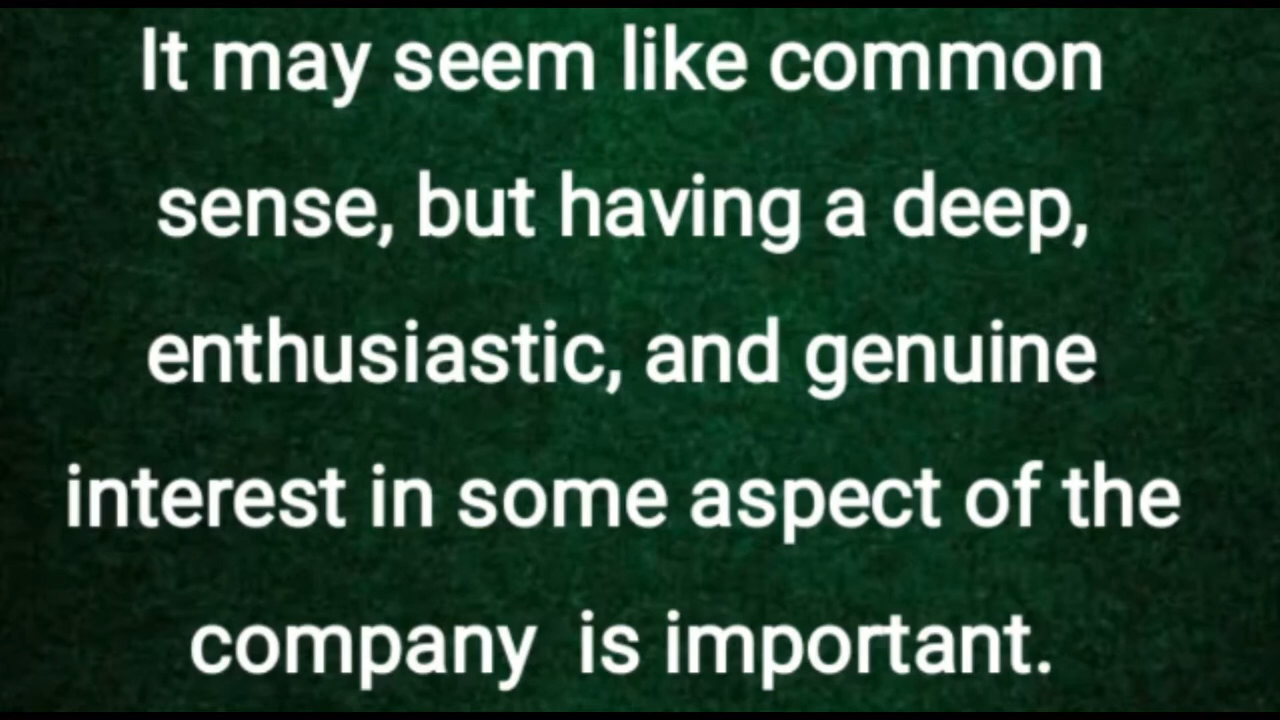 It may seem like common
sense, but having a deep,
enthusiastic, and genuine
interest in some aspect of the
company  is important.